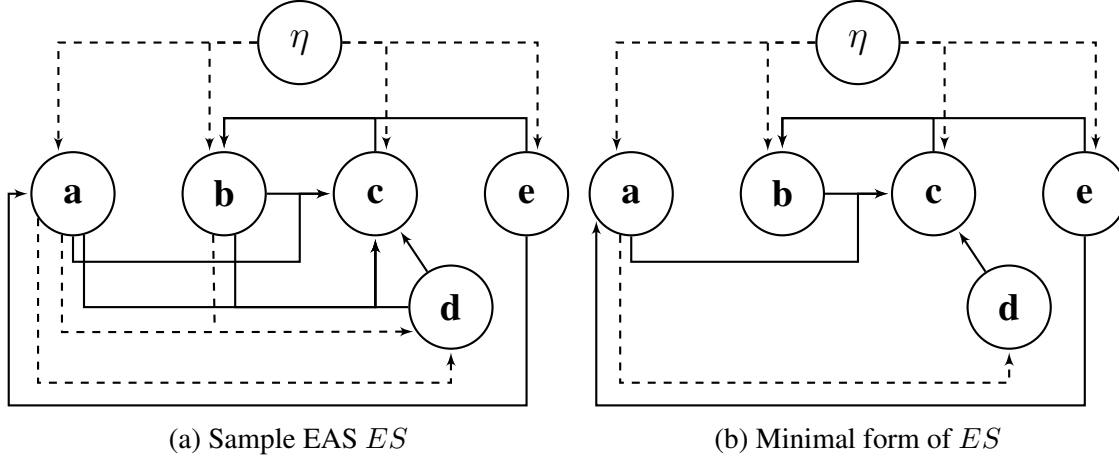 η η
a b c e a b c e
d d
(a) Sample EAS ES (b) Minimal form of ES